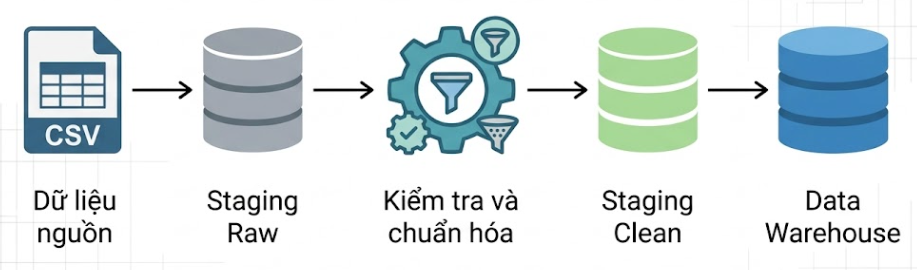 CSV
Dữ liệu
nguồn
Staging
Raw
Kiểm tra và
chuẩn hóa
Staging
Clean
Data
Warehouse